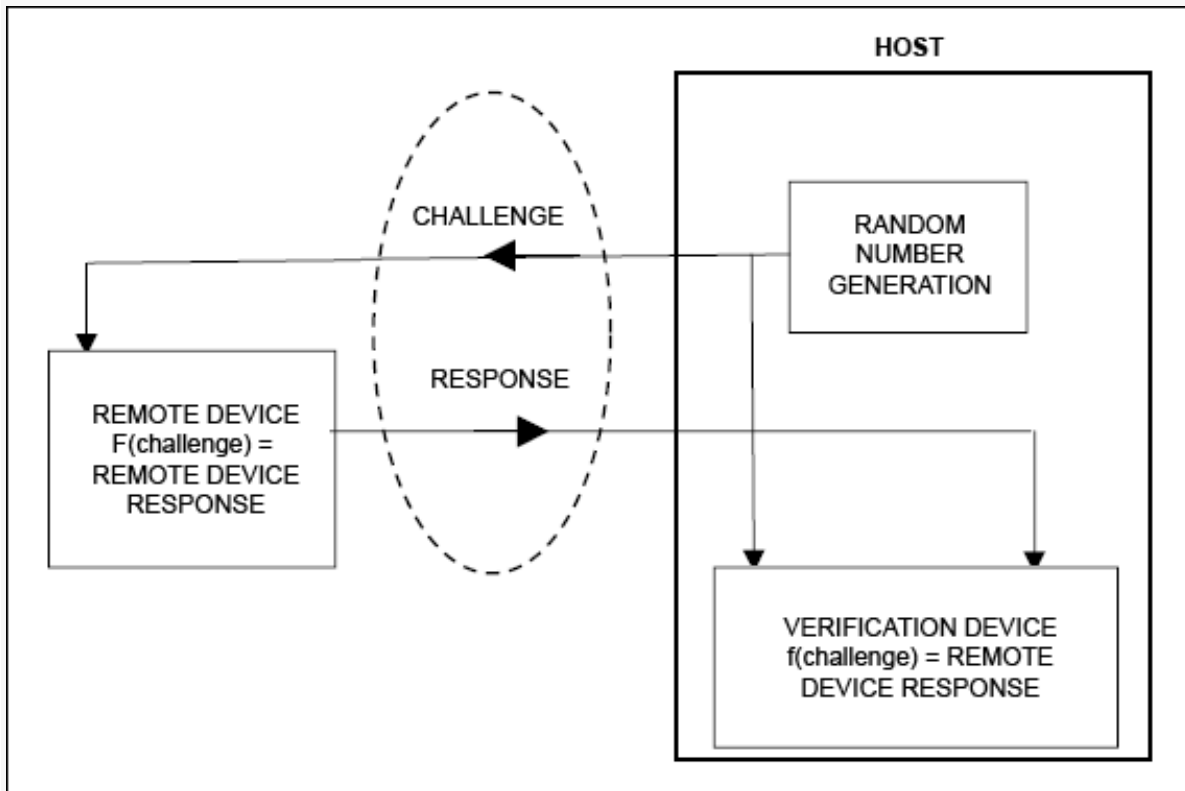 HOST
CHALLENGE
RANDOM
NUMBER
GENERATION
RESPONSE
REMOTE DEVICE
F(challenge) =
REMOTE DEVICE
RESPONSE
VERIFICATION DEVICE
f(challenge) = REMOTE
DEVICE RESPONSE